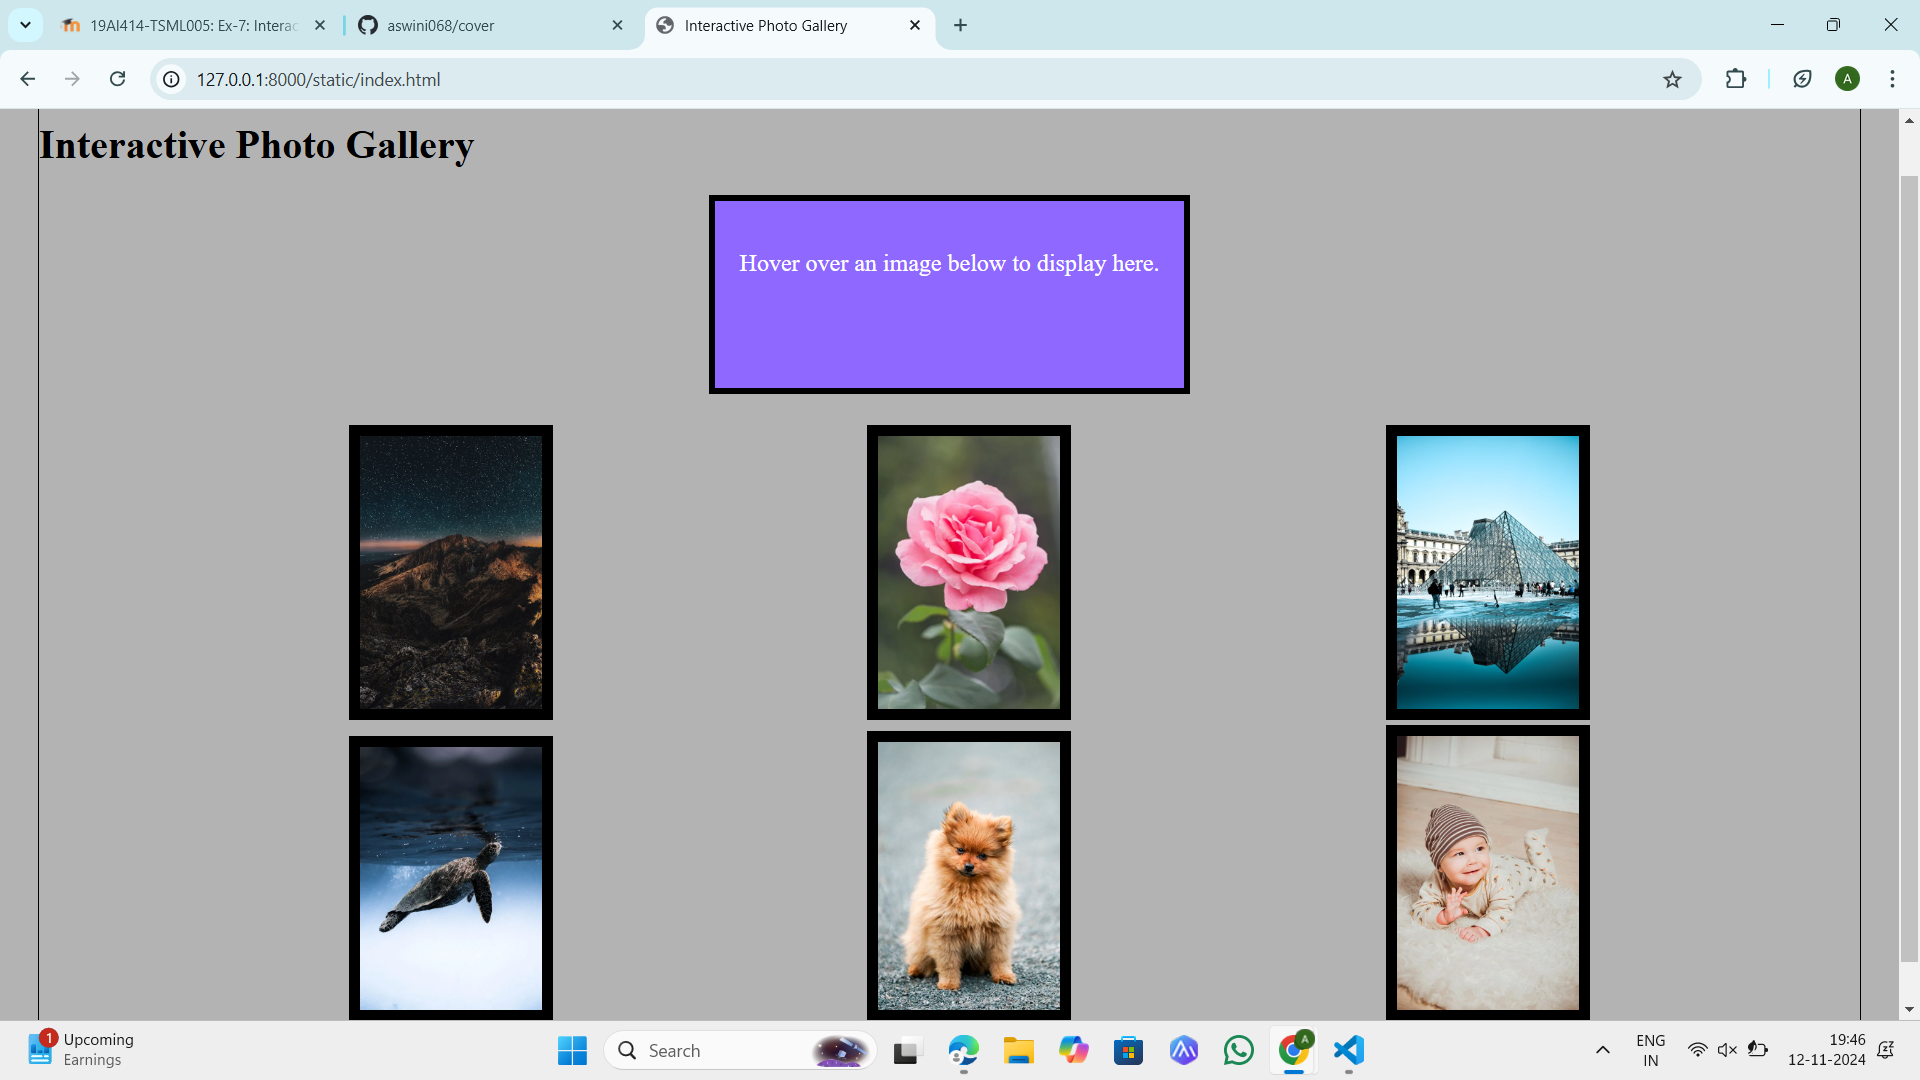 19AI414-TSML005: Ex-7: Interac
aswini068/cover
Interactive Photo Gallery
127.0.0.1:8000/static/index.html
A
Interactive Photo Gallery
Hover over an image below to display here.
1
Upcoming
Earnings
Search
A
ENG
IN
19:46
12-11-2024